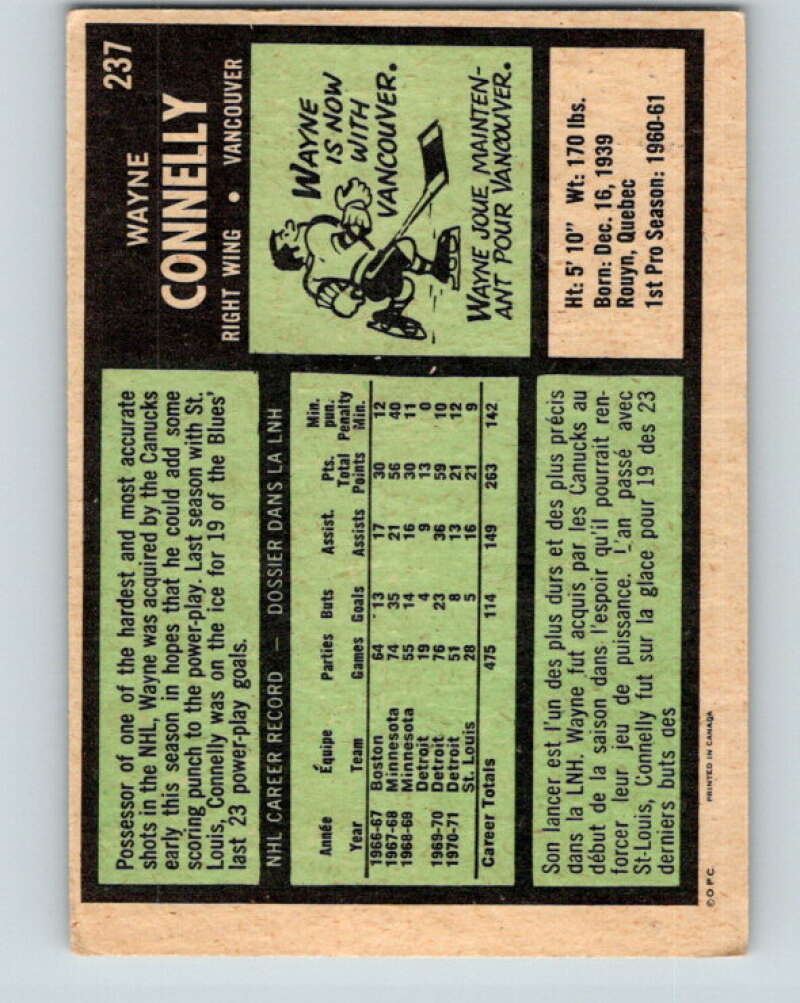 WAYNE 237
CONNELLY
RIGHT WING • VANCOUVER
Possessor of one of the hardest and most accurate
shots in the NHL, Wayne was acquired by the Canucks
early this season in hopes that he could add some
scoring punch to the power-play. Last season with St.
Louis, Connelly was on the ice for 19 of the Blues'
last 23 power-play goals.
WAYNE
IS NOW
WITH
VANCOUVER.
WAYNE JOUE MAINTEN-
ANT POUR VANCOUVER.
NHL CAREER RECORD — DOSSIER DANS LA LNH
Année Équipe Parties Buts Assist. Pts. Total Min. pun. Penalty
Year Team Games Goals Assists Points Min.
1966-67 Boston 64 13 17 30 12
1967-68 Minnesota 74 35 21 56 40
1968-69 Minnesota 55 14 16 30 11
Detroit 19 4 9 13 0
1969-70 Detroit 76 23 36 59 10
1970-71 Detroit 51 8 13 21 12
St. Louis 28 5 16 21 9
Career Totals 475 114 149 263 142
Ht: 5' 10" Wt: 170 lbs.
Born: Dec. 16, 1939
Rouyn, Quebec
1st Pro Season: 1960-61
Son lancer est l'un des plus durs et des plus précis
dans la LNH. Wayne fut acquis par les Canucks au
début de la saison dans l'espoir qu'il pourrait ren-
forcer leur jeu de puissance. L'an passé avec
St-Louis, Connelly fut sur la glace pour 19 des 23
derniers buts des
© O.P.C. PRINTED IN CANADA